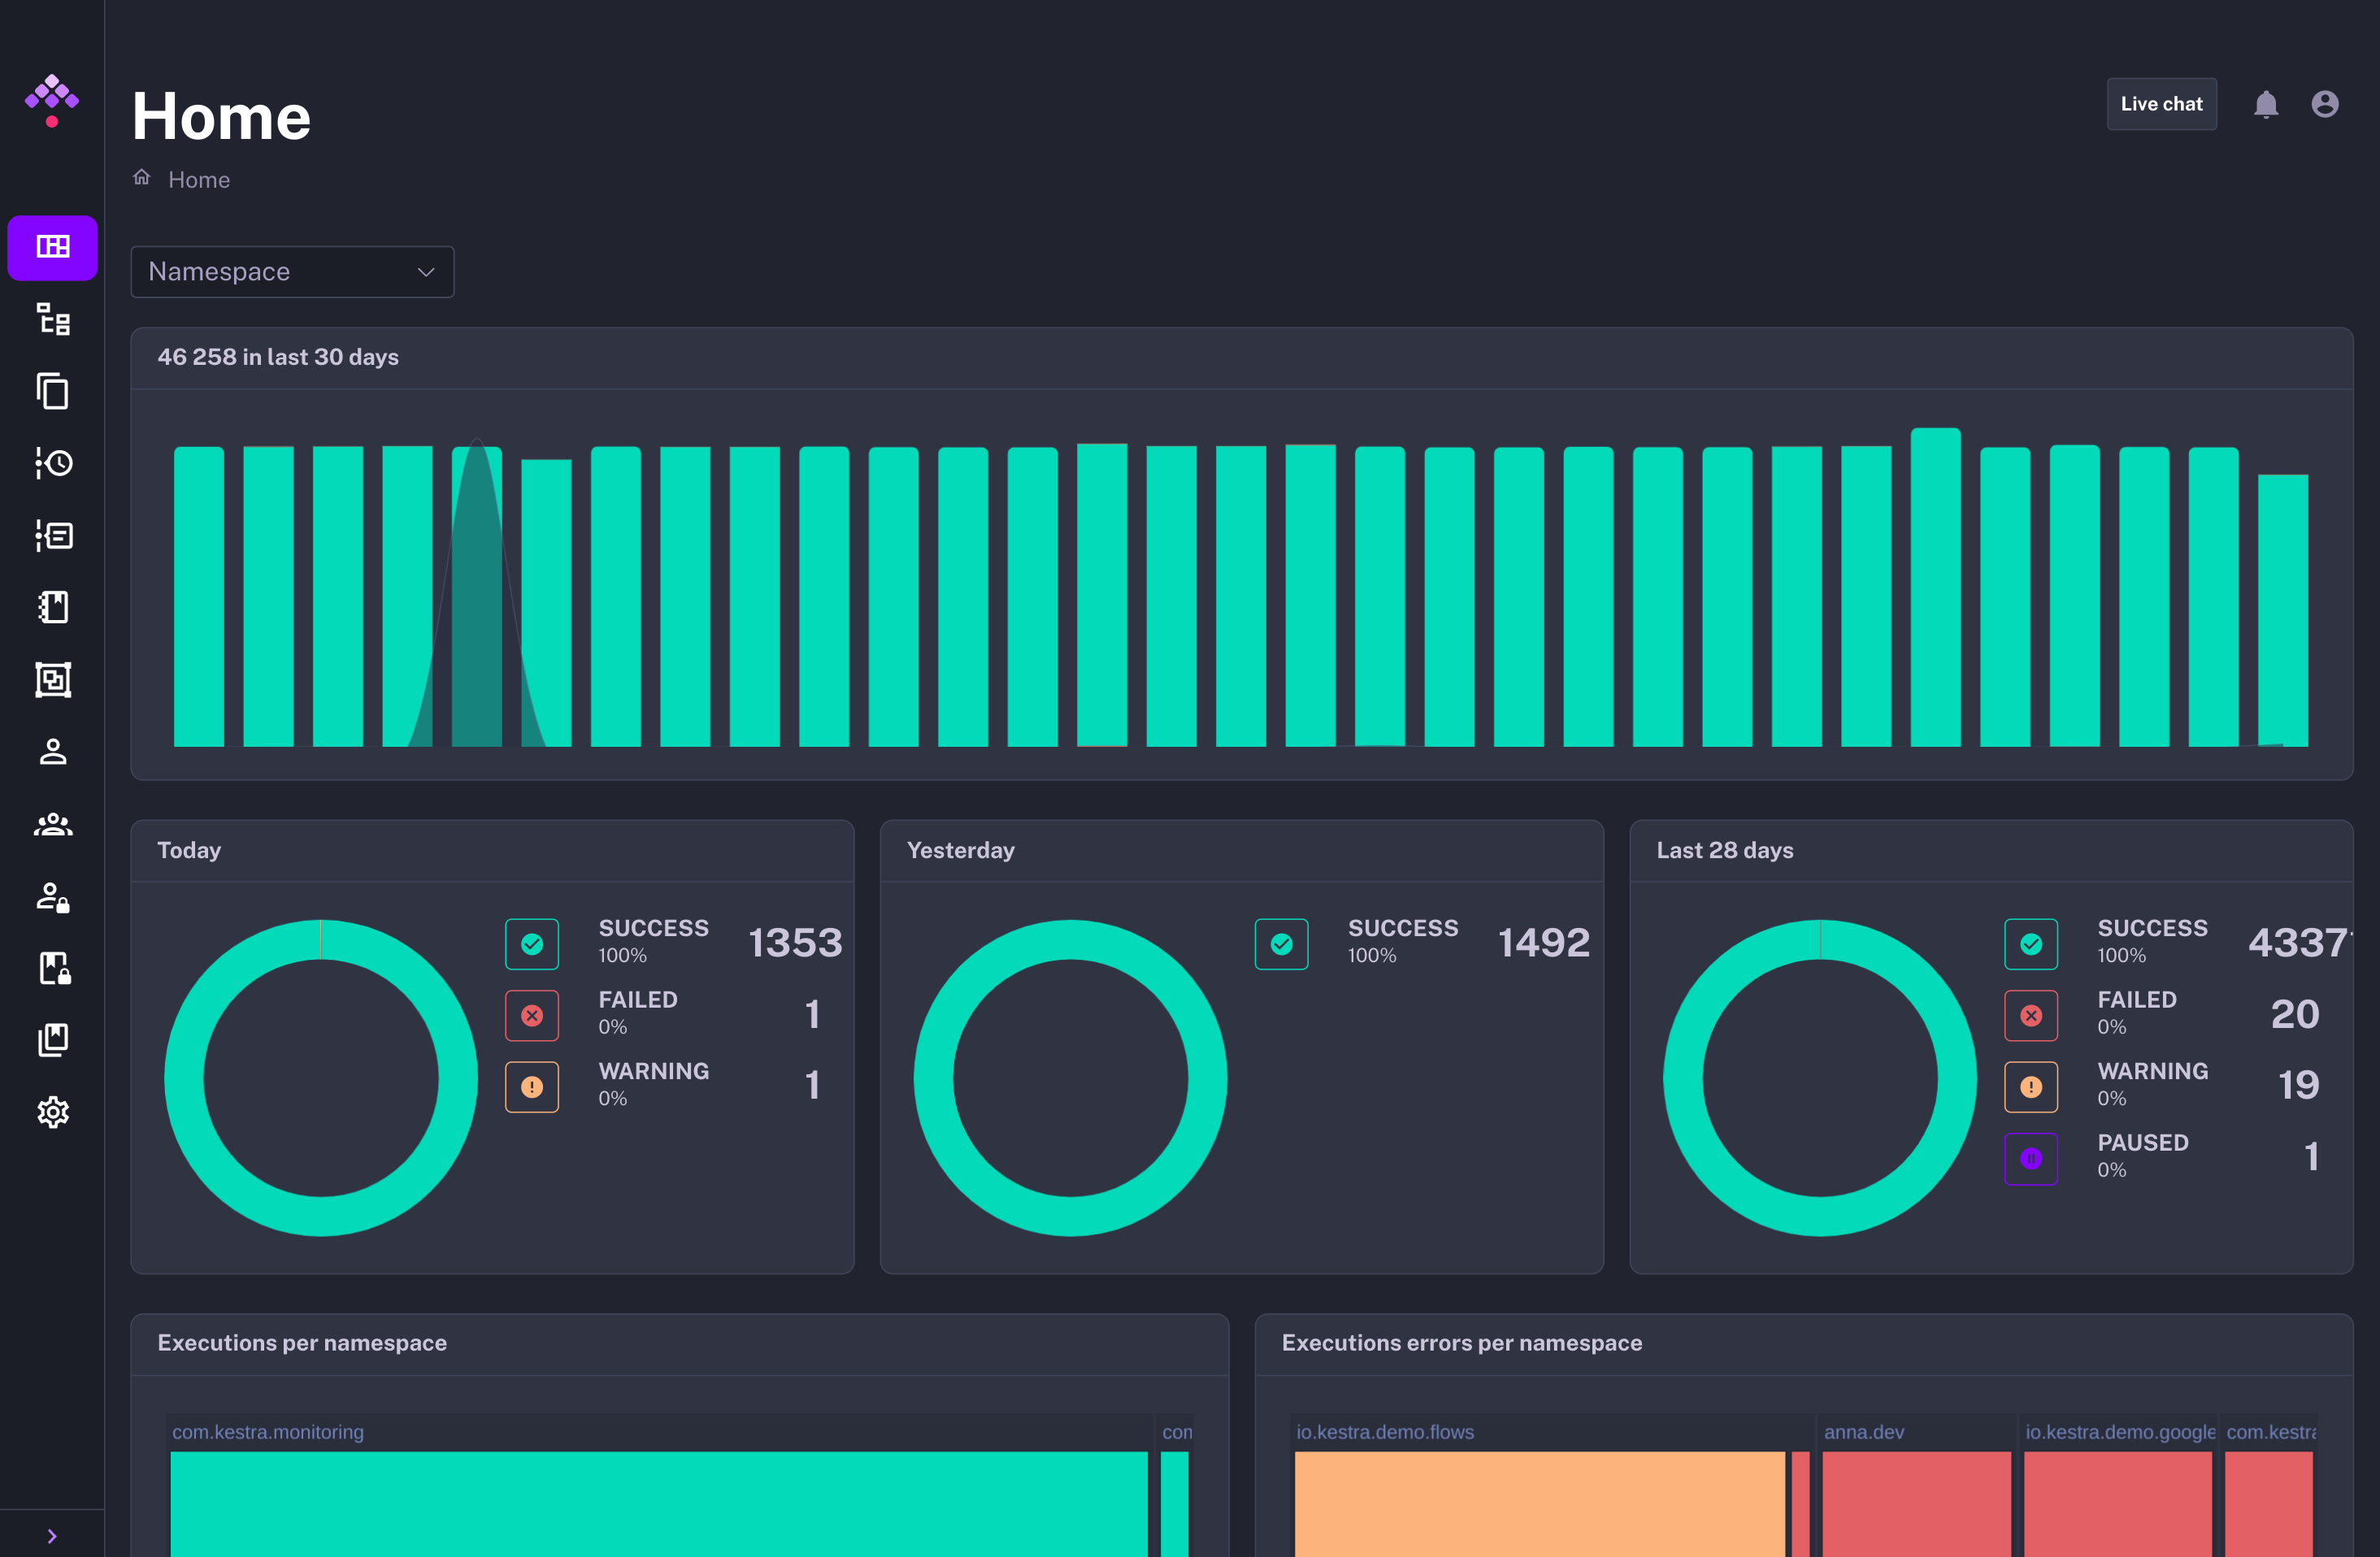 Home
Live chat
Home
Namespace
46 258 in last 30 days
Today
SUCCESS
100%
1353
FAILED
0%
1
WARNING
0%
1
Yesterday
SUCCESS
100%
1492
Last 28 days
SUCCESS
100%
4337
FAILED
0%
20
WARNING
0%
19
PAUSED
0%
1
Executions per namespace
com.kestra.monitoring
con
Executions errors per namespace
io.kestra.demo.flows
anna.dev
io.kestra.demo.google
com.kestra